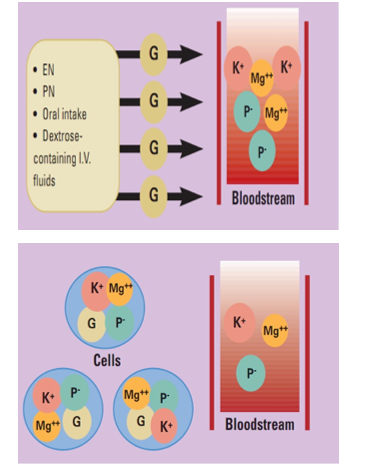 • EN
• PN
• Oral intake
• Dextrose-
containing I.V.
fluids
G
G
G
G
K+ K+
Mg++
P- Mg++
P-
Bloodstream
K+ Mg++
G P-
Cells
K+ P-
Mg++ G
Mg++ P-
G K+
K+ Mg++
P-
Bloodstream